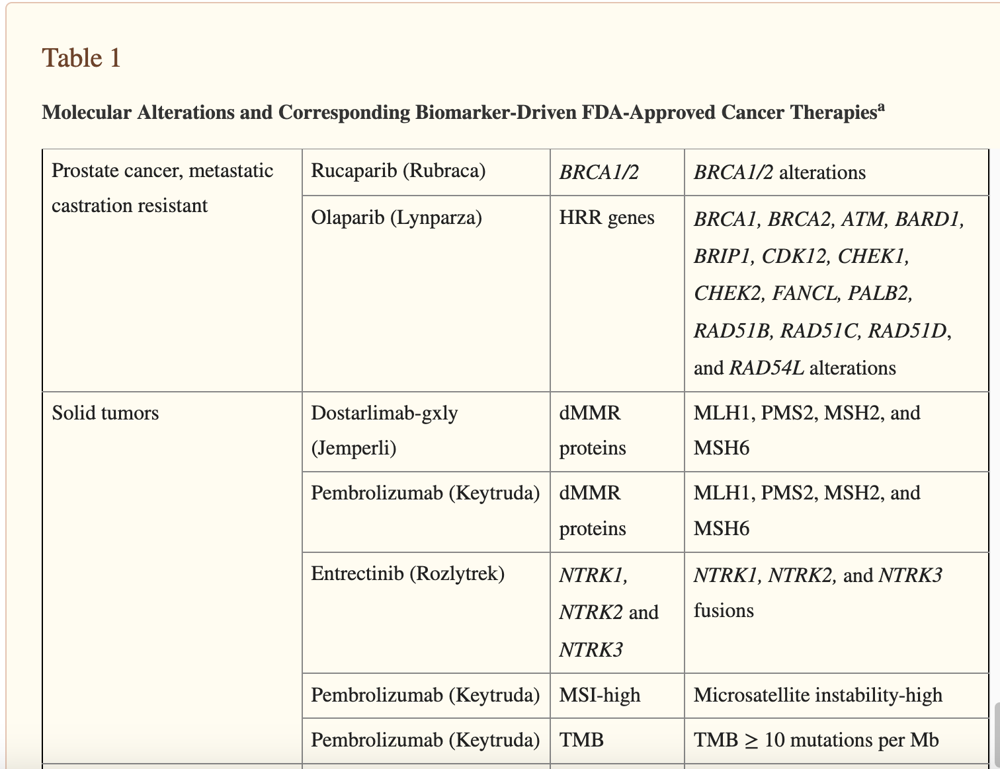 Table 1
Molecular Alterations and Corresponding Biomarker-Driven FDA-Approved Cancer Therapiesa
Prostate cancer, metastatic
castration resistant
Rucaparib (Rubraca)
BRCA1/2
BRCA1/2 alterations
Olaparib (Lynparza)
HRR genes
BRCA1, BRCA2, ATM, BARD1,
BRIP1, CDK12, CHEK1,
CHEK2, FANCL, PALB2,
RAD51B, RAD51C, RAD51D,
and RAD54L alterations
Solid tumors
Dostarlimab-gxly
(Jemperli)
dMMR
proteins
MLH1, PMS2, MSH2, and
MSH6
Pembrolizumab (Keytruda)
dMMR
proteins
MLH1, PMS2, MSH2, and
MSH6
Entrectinib (Rozlytrek)
NTRK1,
NTRK2 and
NTRK3
NTRK1, NTRK2, and NTRK3
fusions
Pembrolizumab (Keytruda)
MSI-high
Microsatellite instability-high
Pembrolizumab (Keytruda)
TMB
TMB ≥ 10 mutations per Mb